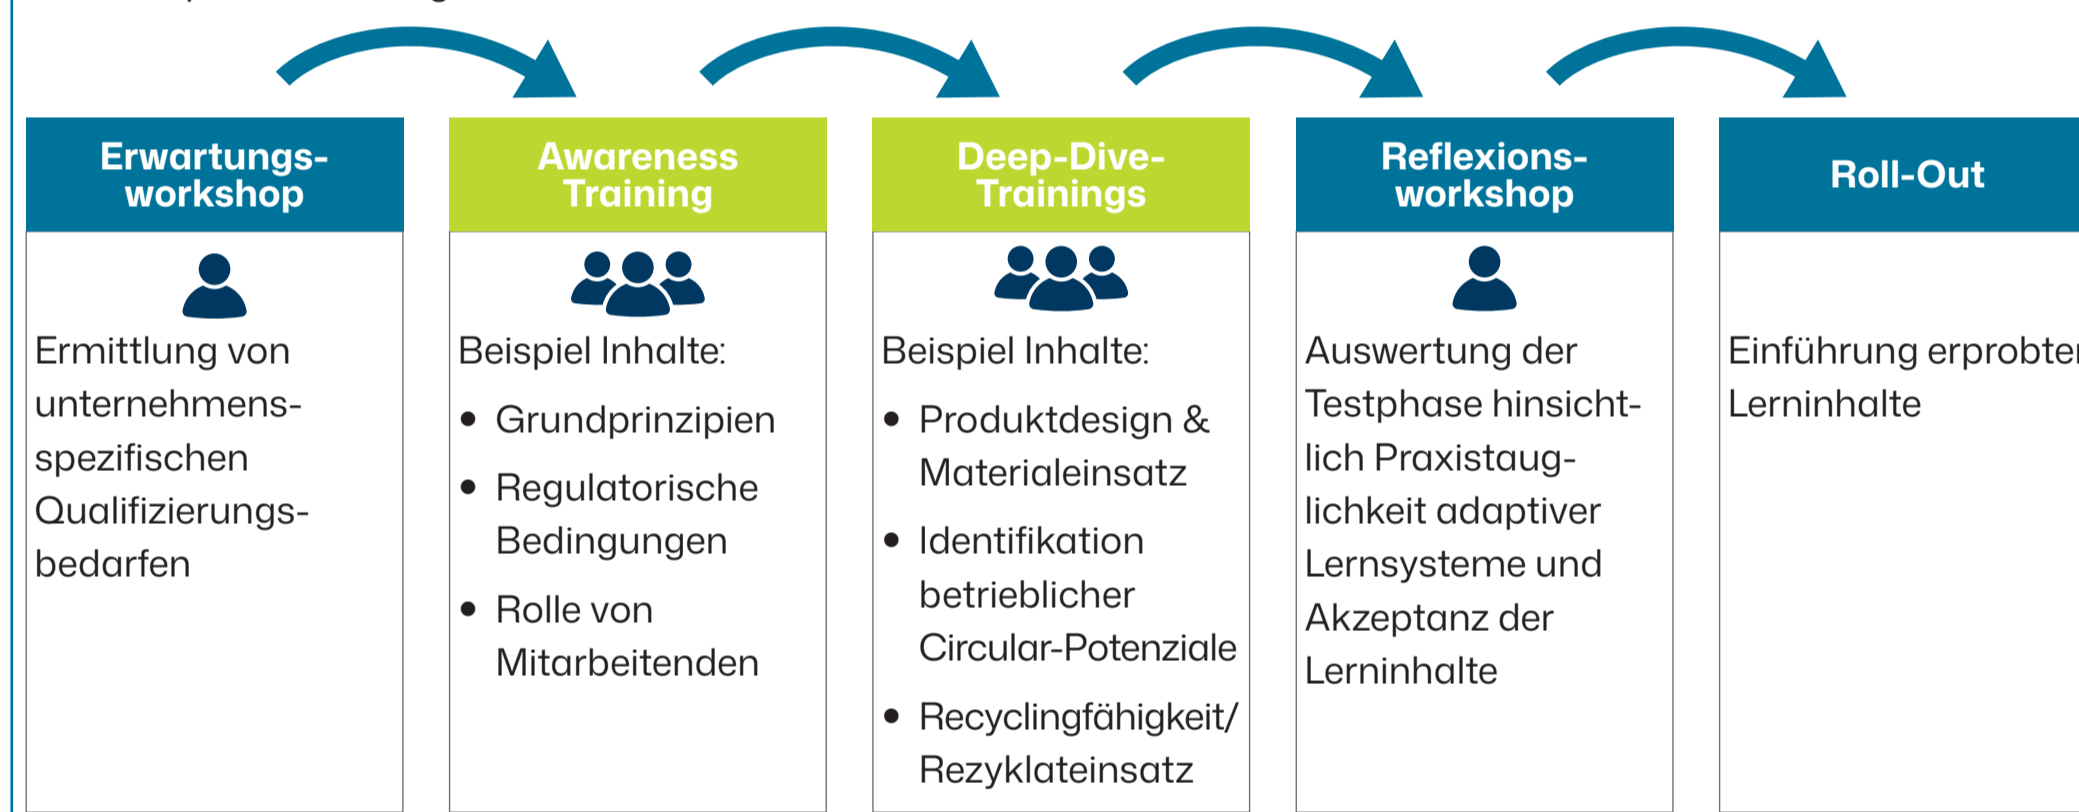 Erwartungs-
workshop
Ermittlung von
unternehmens-
spezifischen
Qualifizierungs-
bedarfen
Awareness
Training
Beispiel Inhalte:
• Grundprinzipien
• Regulatorische
Bedingungen
• Rolle von
Mitarbeitenden
Deep-Dive-
Trainings
Beispiel Inhalte:
• Produktdesign &
Materialeinsatz
• Identifikation
betrieblicher
Circular-Potenziale
• Recyclingfähigkeit/
Rezyklateinsatz
Reflexions-
workshop
Auswertung der
Testphase hinsicht-
lich Praxistaug-
lichkeit adaptiver
Lernsysteme und
Akzeptanz der
Lerninhalte
Roll-Out
Einführung erprobter
Lerninhalte